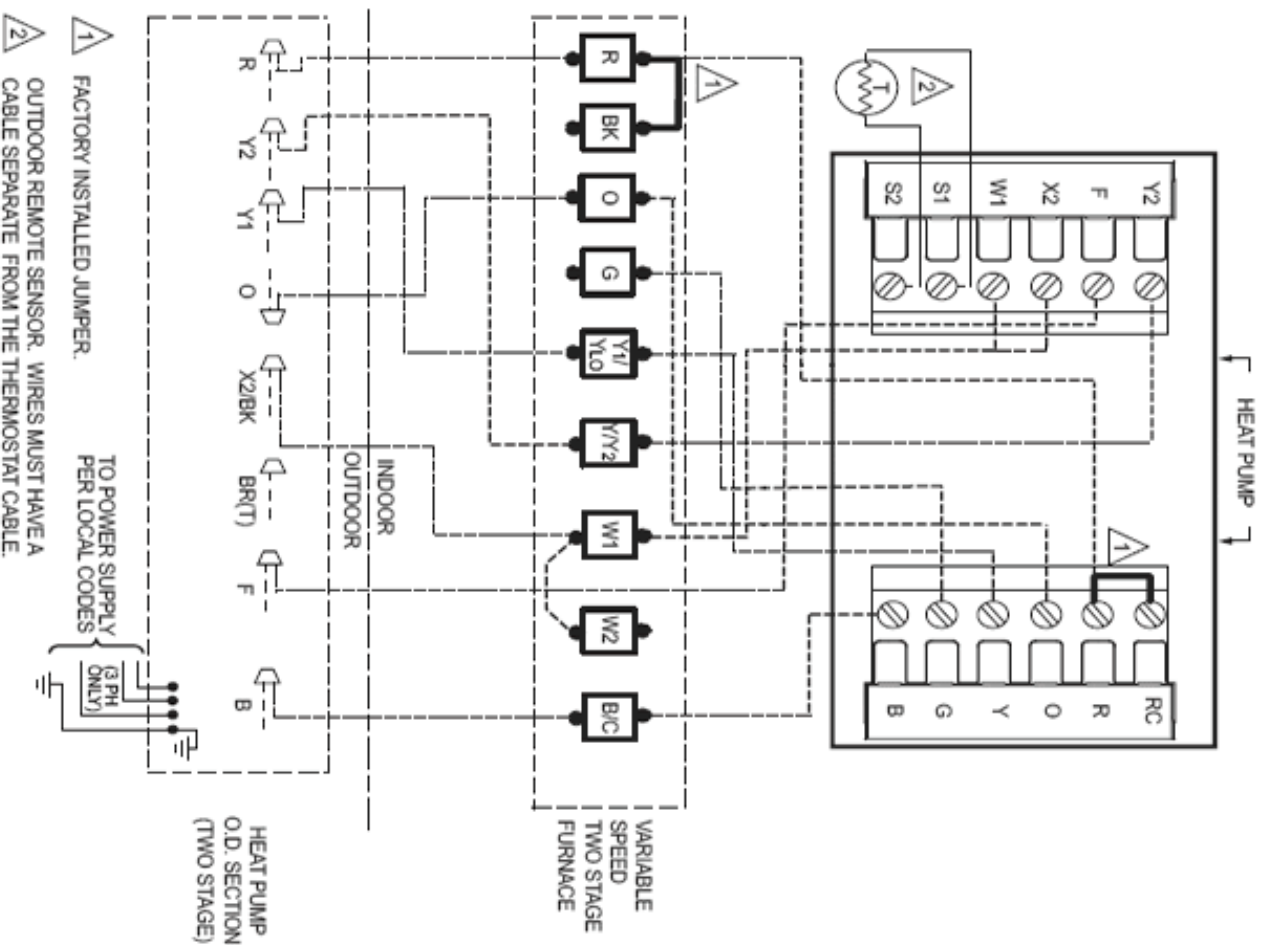 HEAT PUMP
Y2
F
X2
W1
S1
S2
2
T
RC
R
O
Y
G
B
1
VARIABLE
SPEED
TWO STAGE
FURNACE
1
R
BK
O
G
Y1/
YLO
Y/Y2
W1
W2
B/C
INDOOR
OUTDOOR
HEAT PUMP
O.D. SECTION
(TWO STAGE)
R
Y2
Y1
O
X2/BK
BR(T)
F
B
(3 PH
ONLY)
TO POWER SUPPLY
PER LOCAL CODES
1
FACTORY INSTALLED JUMPER.
2
OUTDOOR REMOTE SENSOR. WIRES MUST HAVE A
CABLE SEPARATE FROM THE THERMOSTAT CABLE.